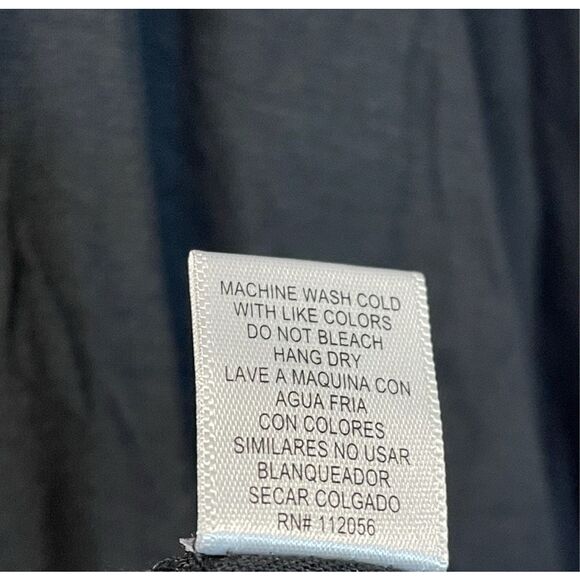 MACHINE WASH COLD
WITH LIKE COLORS
DO NOT BLEACH
HANG DRY
LAVE A MAQUINA CON
AGUA FRIA
CON COLORES
SIMILARES NO USAR
BLANQUEADOR
SECAR COLGADO
RN# 112056